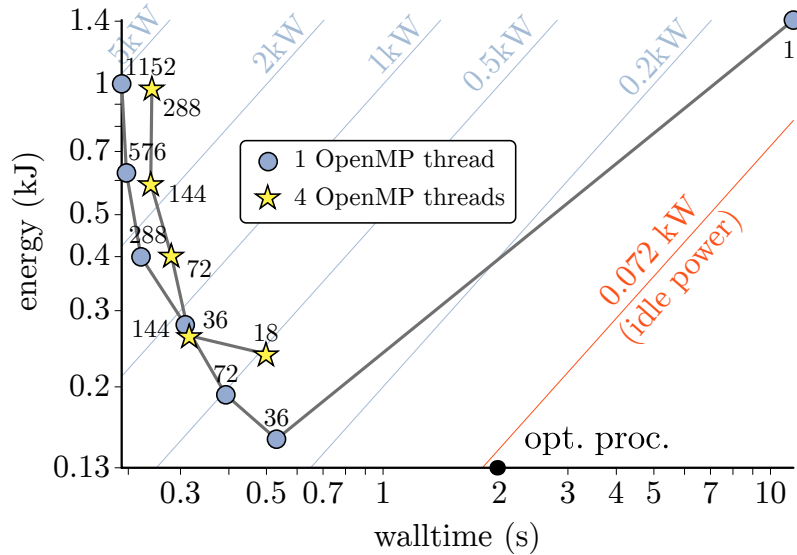 1.4
1
0.7
0.5
0.4
0.3
0.2
0.13
energy (kJ)
5kW
2kW
1kW
0.5kW
0.2kW
0.072 kW
(idle power)
1 OpenMP thread
4 OpenMP threads
1152
288
576
144
288
72
144
36
18
72
36
1
opt. proc.
0.3
0.5
0.7
1
2
3
4
5
7
10
walltime (s)